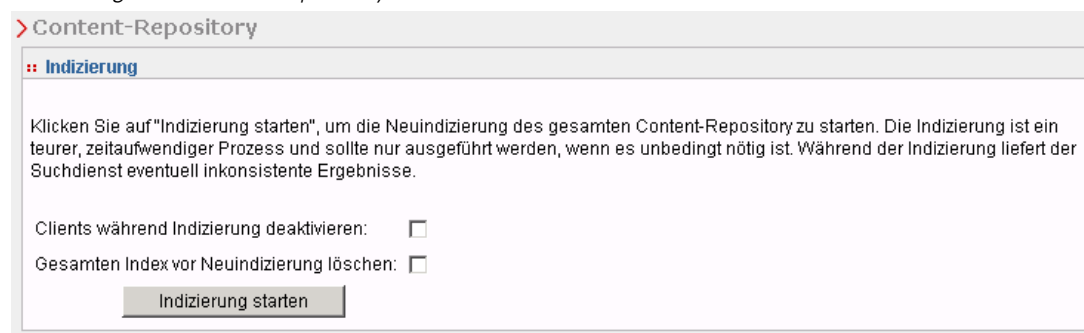 Content-Repository
Indizierung
Klicken Sie auf "Indizierung starten", um die Neuindizierung des gesamten Content-Repository zu starten. Die Indizierung ist ein
teurer, zeitaufwendiger Prozess und sollte nur ausgeführt werden, wenn es unbedingt nötig ist. Während der Indizierung liefert der
Suchdienst eventuell inkonsistente Ergebnisse.
Clients während Indizierung deaktivieren:
Gesamten Index vor Neuindizierung löschen:
Indizierung starten